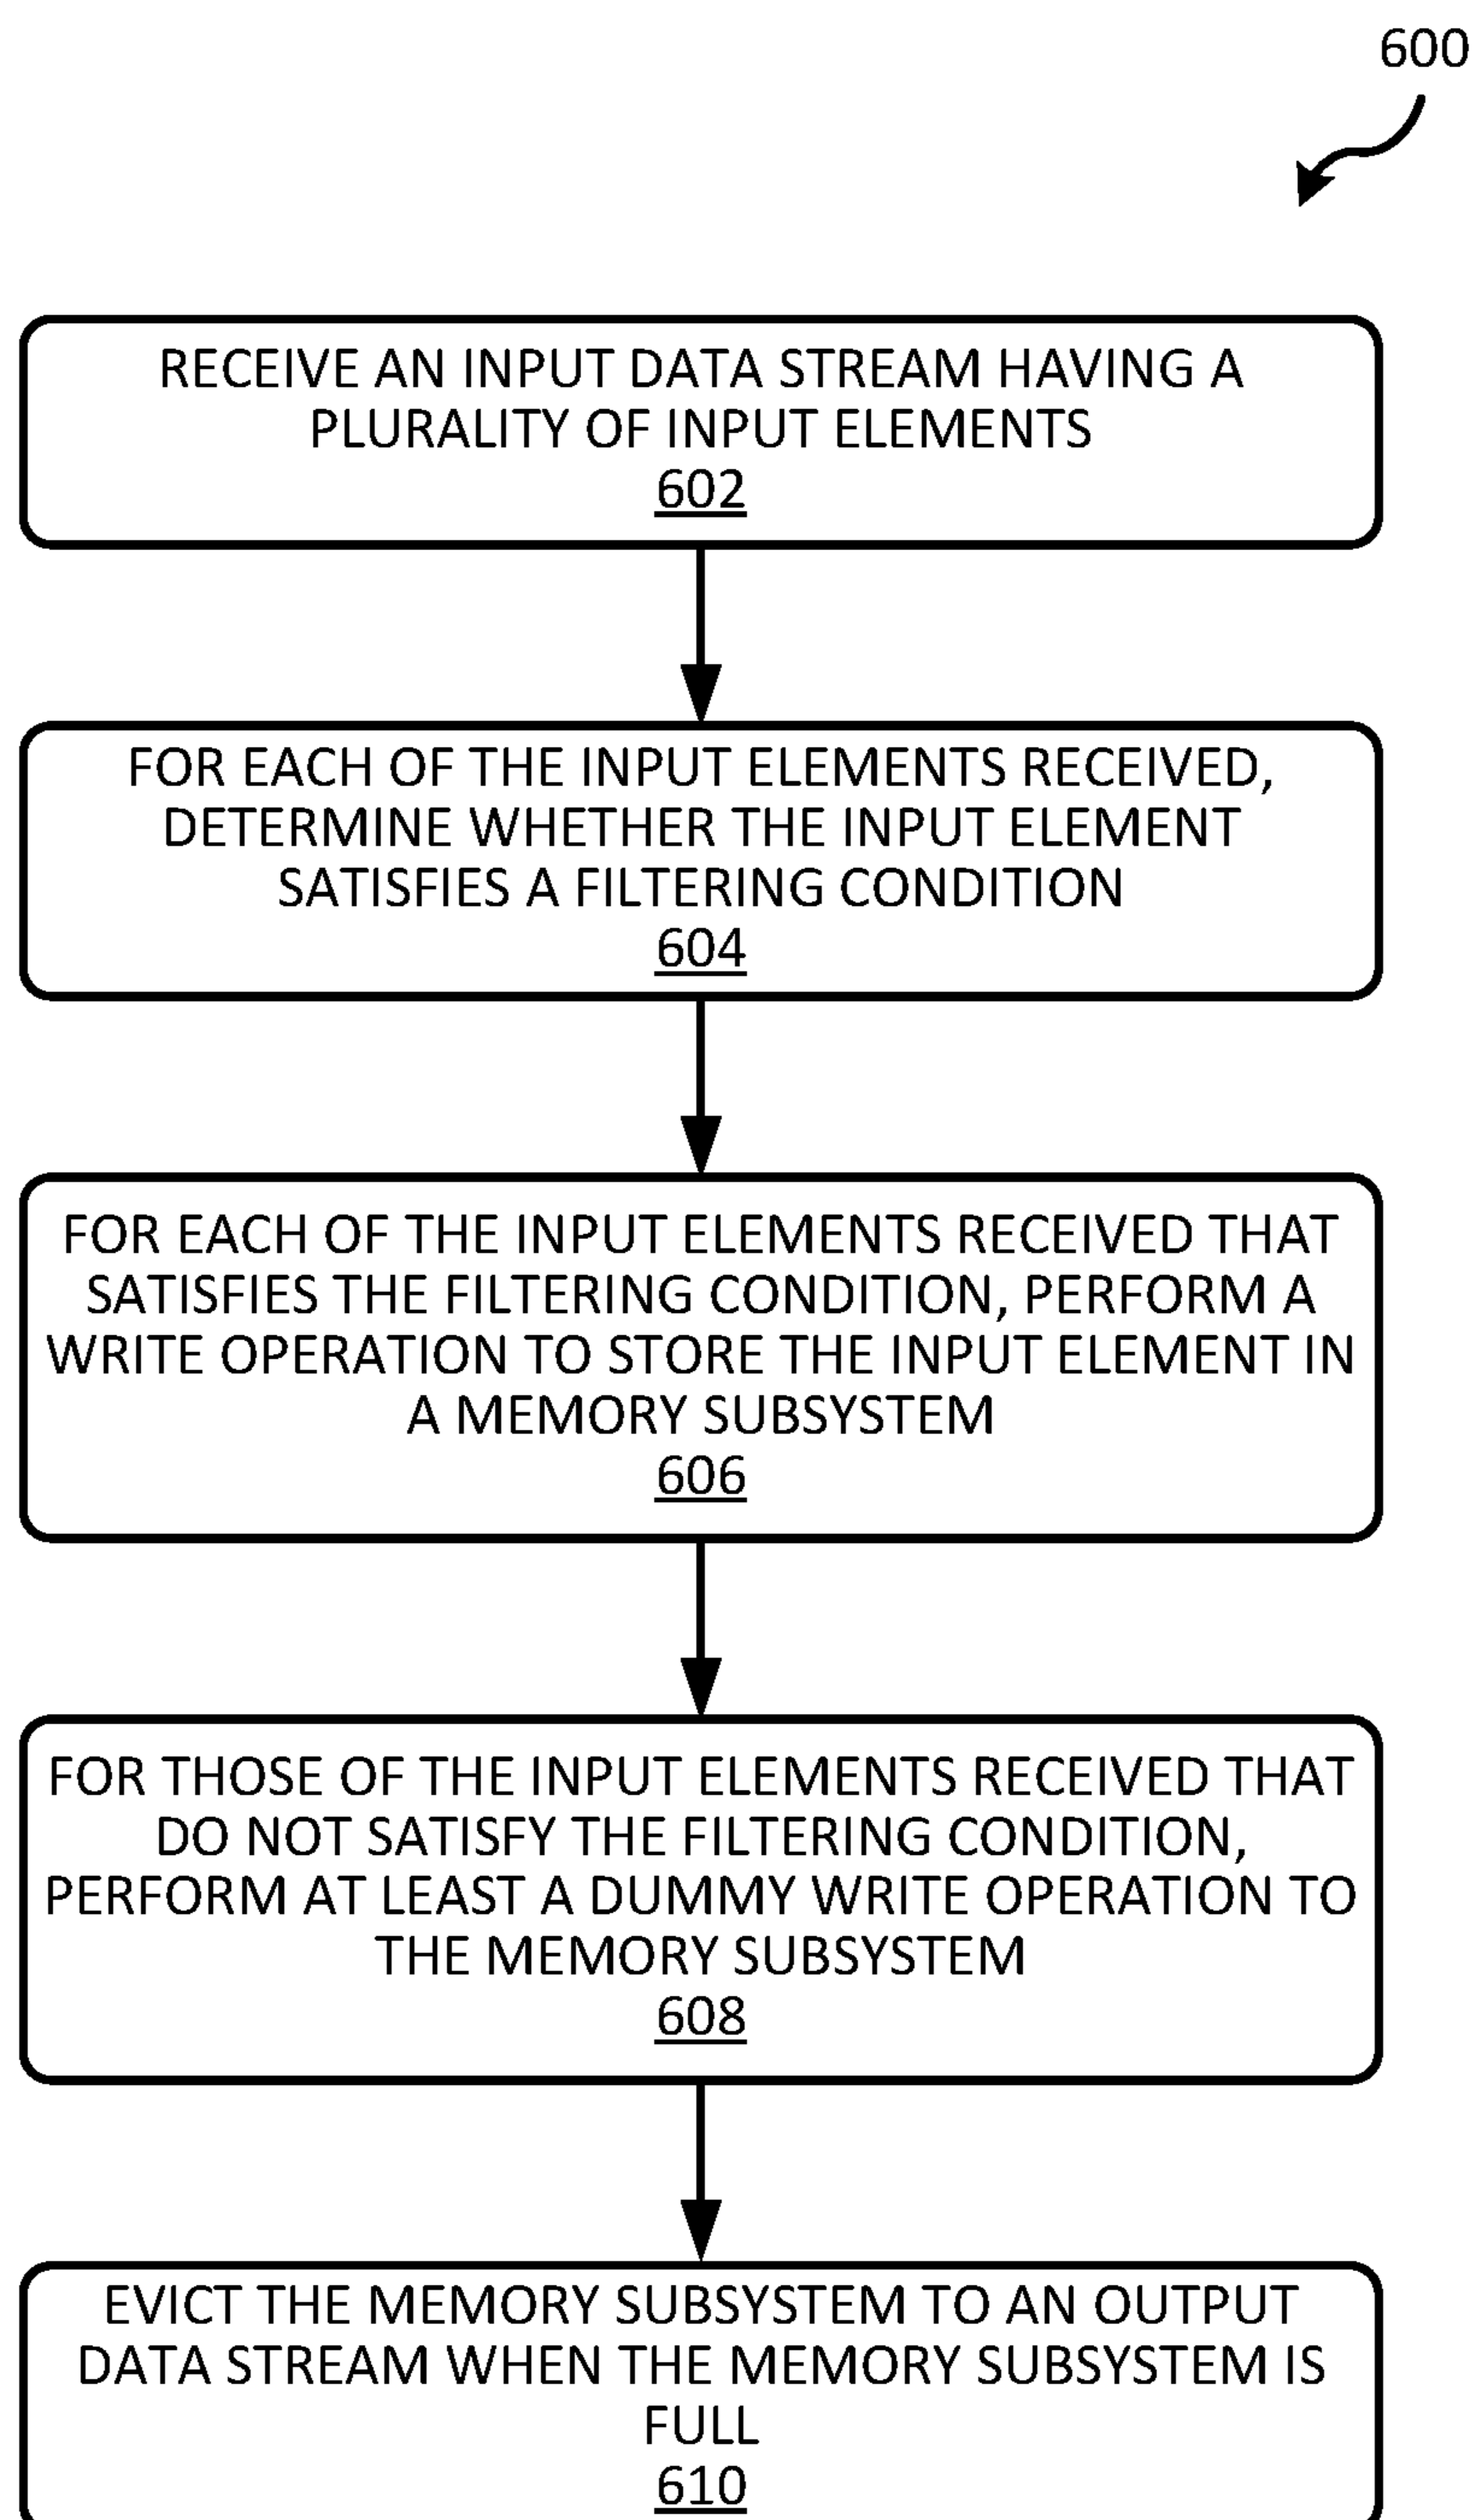 600
RECEIVE AN INPUT DATA STREAM HAVING A
PLURALITY OF INPUT ELEMENTS
602
FOR EACH OF THE INPUT ELEMENTS RECEIVED,
DETERMINE WHETHER THE INPUT ELEMENT
SATISFIES A FILTERING CONDITION
604
FOR EACH OF THE INPUT ELEMENTS RECEIVED THAT
SATISFIES THE FILTERING CONDITION, PERFORM A
WRITE OPERATION TO STORE THE INPUT ELEMENT IN
A MEMORY SUBSYSTEM
606
FOR THOSE OF THE INPUT ELEMENTS RECEIVED THAT
DO NOT SATISFY THE FILTERING CONDITION,
PERFORM AT LEAST A DUMMY WRITE OPERATION TO
THE MEMORY SUBSYSTEM
608
EVICT THE MEMORY SUBSYSTEM TO AN OUTPUT
DATA STREAM WHEN THE MEMORY SUBSYSTEM IS
FULL
610